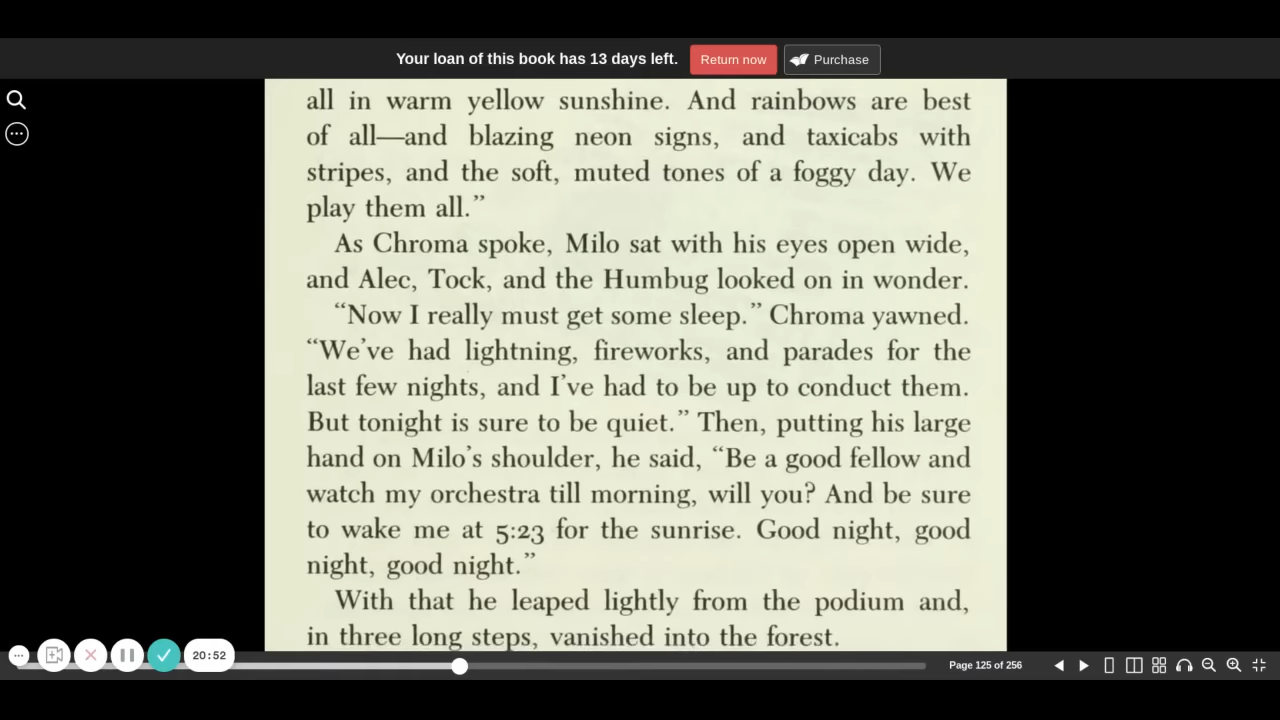 Your loan of this book has 13 days left. Return now Purchase
all in warm yellow sunshine. And rainbows are best
of all—and blazing neon signs, and taxicabs with
stripes, and the soft, muted tones of a foggy day. We
play them all.”
As Chroma spoke, Milo sat with his eyes open wide,
and Alec, Tock, and the Humbug looked on in wonder.
“Now I really must get some sleep.” Chroma yawned.
“We’ve had lightning, fireworks, and parades for the
last few nights, and I’ve had to be up to conduct them.
But tonight is sure to be quiet.” Then, putting his large
hand on Milo’s shoulder, he said, “Be a good fellow and
watch my orchestra till morning, will you? And be sure
to wake me at 5:23 for the sunrise. Good night, good
night, good night.”
With that he leaped lightly from the podium and,
in three long steps, vanished into the forest.
20:52 Page 125 of 256